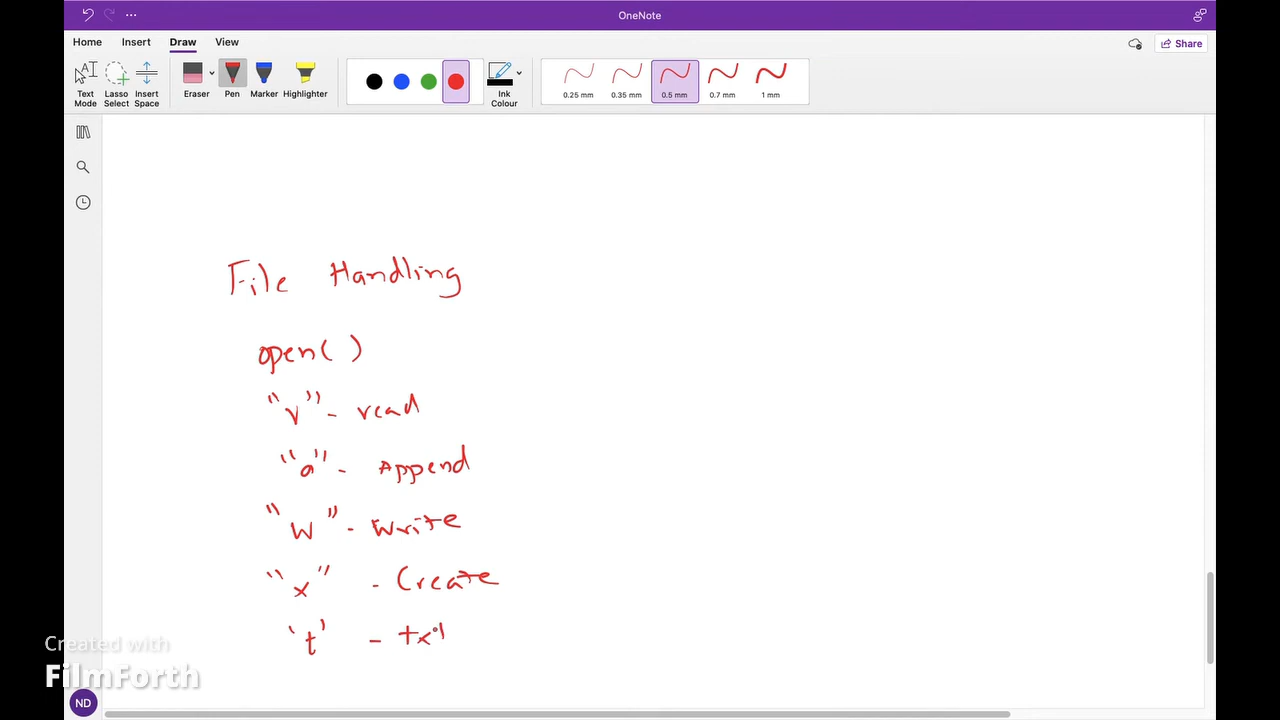 OneNote
Home Insert Draw View
Share
Text Mode
Lasso Select
Insert Space
Eraser
Pen
Marker
Highlighter
Ink Colour
0.25 mm
0.35 mm
0.5 mm
0.7 mm
1 mm
File Handling
open( )
"r" - read
"a" - Append
"W" - Write
"x" - Create
't' - txt
Created with
FilmForth
ND